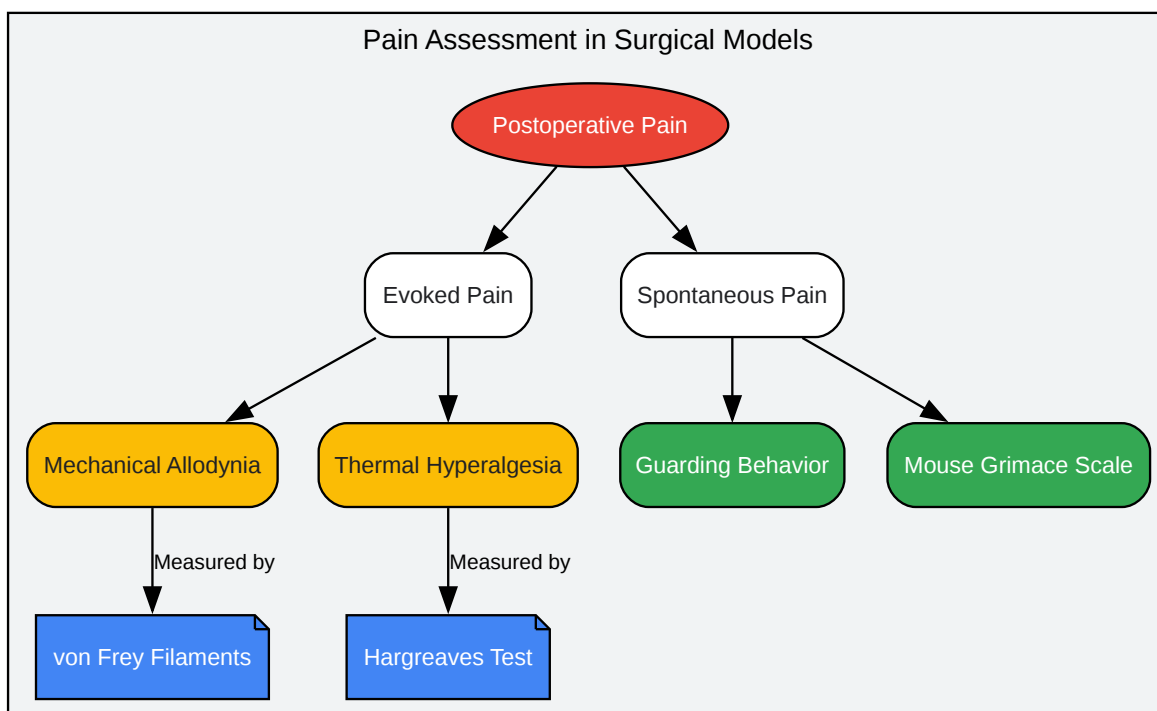 Pain Assessment in Surgical Models
Postoperative Pain
Evoked Pain
Spontaneous Pain
Mechanical Allodynia
Thermal Hyperalgesia
Guarding Behavior
Mouse Grimace Scale
Measured by
Measured by
von Frey Filaments
Hargreaves Test